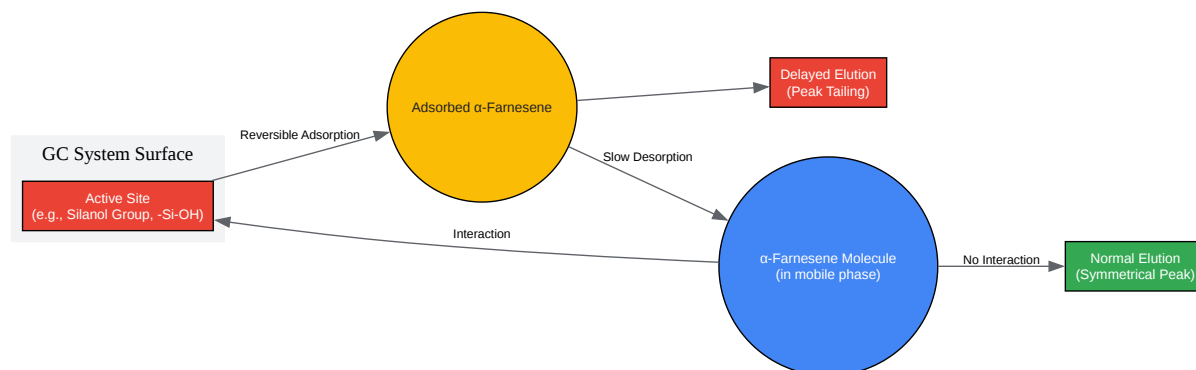 Delayed Elution
(Peak Tailing)
Adsorbed α-Farnesene
Reversible Adsorption
GC System Surface
Slow Desorption
Active Site
(e.g., Silanol Group, -Si-OH)
Interaction
α-Farnesene Molecule
(in mobile phase)
No Interaction
Normal Elution
(Symmetrical Peak)